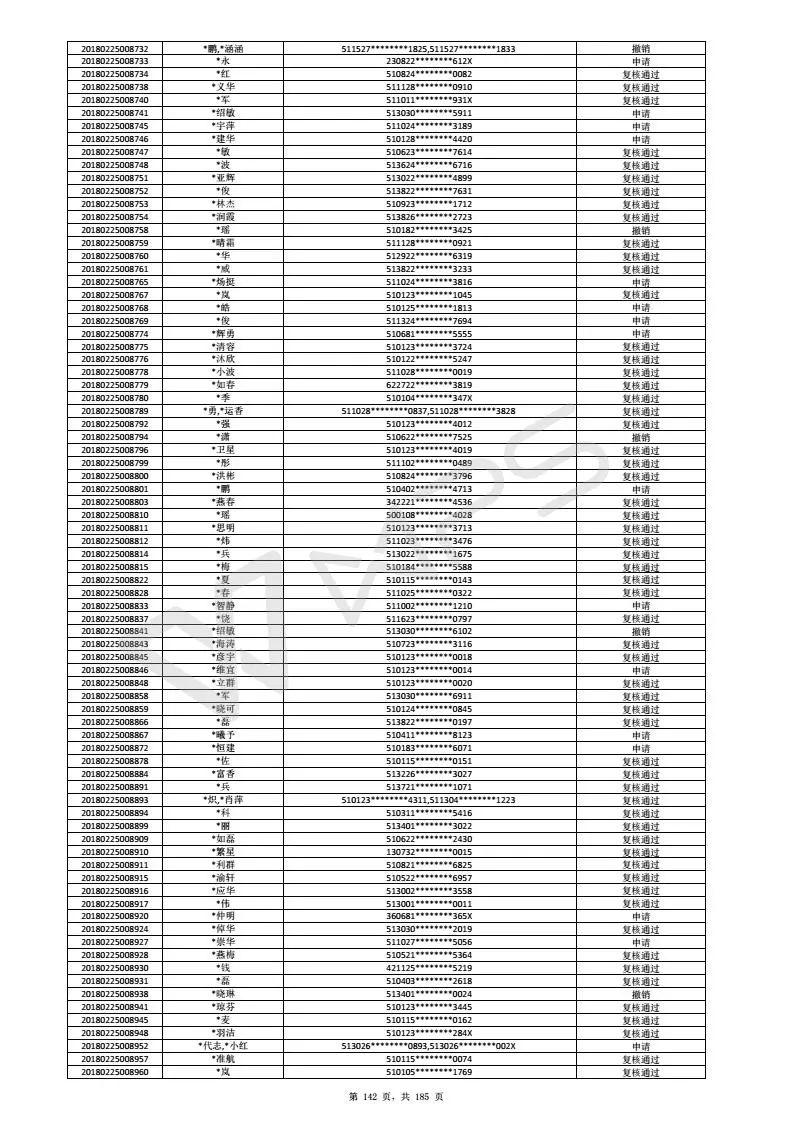 20180225008732 *鹏,*涵涵 511527********1825,511527********1833 撤销
20180225008733 *永 230822********612X 申请
20180225008734 *红 510824********0082 复核通过
20180225008738 *义华 511128********0910 复核通过
20180225008740 *军 511011********931X 复核通过
20180225008741 *绍敏 513030********5911 申请
20180225008745 *宇萍 511024********3189 申请
20180225008746 *建华 510128********4420 申请
20180225008747 *敏 510623********7614 复核通过
20180225008748 *波 513624********6716 复核通过
20180225008751 *亚辉 513022********4899 复核通过
20180225008752 *俊 513822********7631 复核通过
20180225008753 *林杰 510923********1712 复核通过
20180225008754 *润霞 513826********2723 复核通过
20180225008758 *瑶 510182********3425 撤销
20180225008759 *晴霜 511128********0921 复核通过
20180225008760 *华 512922********6319 复核通过
20180225008761 *威 513822********3233 复核通过
20180225008765 *炀挺 511024********3816 申请
20180225008767 *岚 510123********1045 复核通过
20180225008768 *皓 510125********1813 申请
20180225008769 *俊 511324********7694 申请
20180225008774 *辉勇 510681********5555 申请
20180225008775 *清容 510123********3724 复核通过
20180225008776 *沐欣 510122********5247 复核通过
20180225008778 *小波 511028********0019 复核通过
20180225008779 *如春 622722********3819 复核通过
20180225008780 *季 510104********347X 复核通过
20180225008789 *勇,*运香 511028********0837,511028********3828 复核通过
20180225008792 *强 510123********4012 复核通过
20180225008794 *潇 510622********7525 撤销
20180225008796 *卫星 510123********4019 复核通过
20180225008799 *彤 511102********0489 复核通过
20180225008800 *洪彬 510824********3796 复核通过
20180225008801 *鹏 510402********4713 申请
20180225008803 *燕春 342221********4536 复核通过
20180225008810 *瑶 500108********4028 复核通过
20180225008811 *思明 510123********3713 复核通过
20180225008812 *炜 511023********3476 复核通过
20180225008814 *兵 513022********1675 复核通过
20180225008815 *梅 510184********5588 复核通过
20180225008822 *夏 510115********0143 复核通过
20180225008828 *春 511025********0322 复核通过
20180225008833 *智静 511002********1210 申请
20180225008837 *饶 511623********0797 复核通过
20180225008841 *绍敏 513030********6102 撤销
20180225008843 *海涛 510723********3116 复核通过
20180225008845 *彦宇 510123********0018 复核通过
20180225008846 *维宜 510123********0014 申请
20180225008848 *立群 510123********0020 复核通过
20180225008858 *军 513030********6911 复核通过
20180225008859 *晓可 510124********0845 复核通过
20180225008866 *磊 513822********0197 复核通过
20180225008867 *曦予 510411********8123 申请
20180225008872 *恒建 510183********6071 申请
20180225008878 *佐 510115********0151 复核通过
20180225008884 *富香 513226********3027 复核通过
20180225008891 *兵 513721********1071 复核通过
20180225008893 *炽,*肖萍 510123********4311,511304********1223 复核通过
20180225008894 *科 510311********5416 复核通过
20180225008899 *丽 513401********3022 复核通过
20180225008909 *如磊 510622********2430 复核通过
20180225008910 *繁星 130732********0015 复核通过
20180225008911 *利群 510821********6825 复核通过
20180225008915 *渝轩 510522********6957 复核通过
20180225008916 *应华 513002********3558 复核通过
20180225008917 *伟 513001********0011 复核通过
20180225008920 *仲明 360681********365X 申请
20180225008924 *倬华 513030********2019 复核通过
20180225008927 *崇华 511027********5056 申请
20180225008928 *燕梅 510521********5364 复核通过
20180225008930 *钱 421125********5219 复核通过
20180225008931 *磊 510403********2618 复核通过
20180225008938 *晓琳 513401********0024 撤销
20180225008941 *琼芬 510123********3445 复核通过
20180225008945 *麦 510115********0162 复核通过
20180225008948 *羽洁 510123********284X 复核通过
20180225008952 *代志,*小红 513026********0893,513026********002X 申请
20180225008957 *准航 510115********0074 复核通过
20180225008960 *岚 510105********1769 复核通过
第 142 页，共 185 页